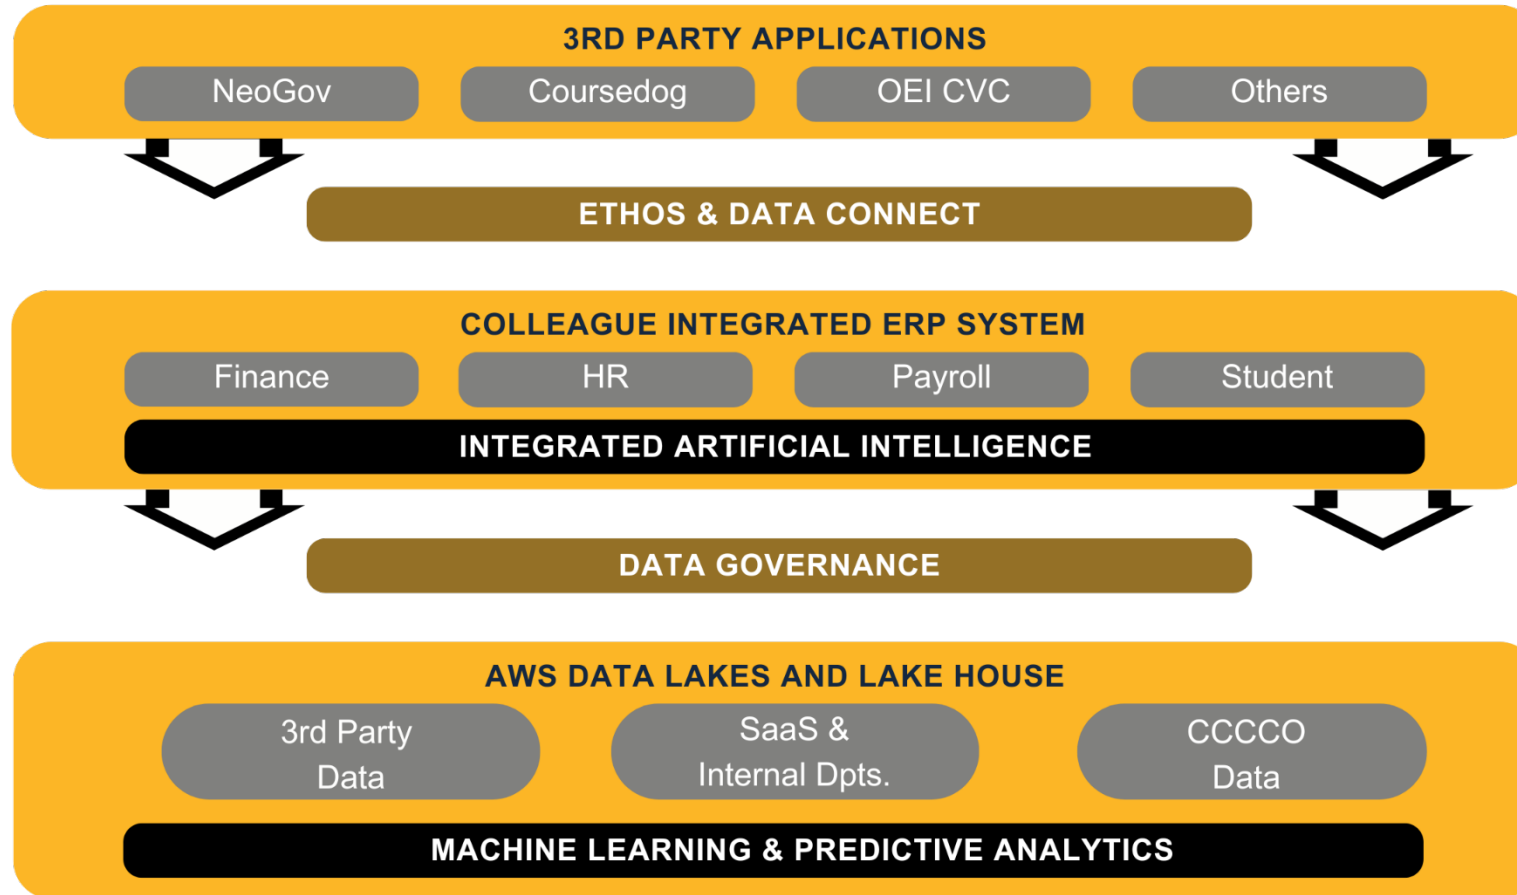 3RD PARTY APPLICATIONS
NeoGov
Coursedog
OEI CVC
Others
ETHOS & DATA CONNECT
COLLEAGUE INTEGRATED ERP SYSTEM
Finance
HR
Payroll
Student
INTEGRATED ARTIFICIAL INTELLIGENCE
DATA GOVERNANCE
AWS DATA LAKES AND LAKE HOUSE
3rd Party
Data
SaaS &
Internal Dpts.
CCCCO
Data
MACHINE LEARNING & PREDICTIVE ANALYTICS